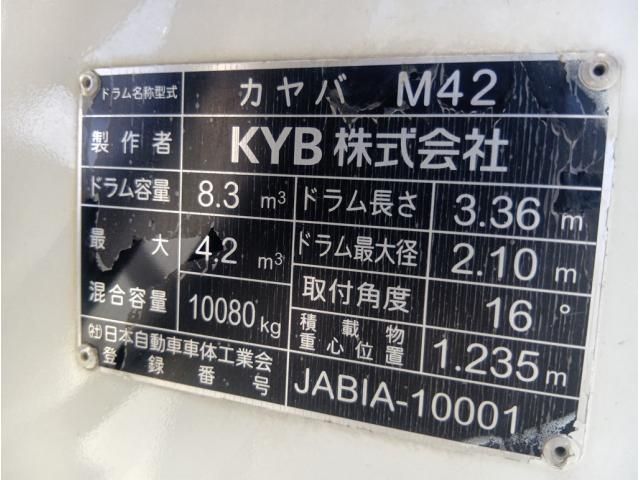 ドラム名称型式 カヤバ M42
製作者 KYB株式会社
ドラム容量 8.3 m³ ドラム長さ 3.36 m
最大混合容量 4.2 m³ ドラム最大径 2.10 m
10080 kg 取付角度 16 °
積載物重心位置 1.235 m
㈳日本自動車車体工業会
登録番号 JABIA-10001